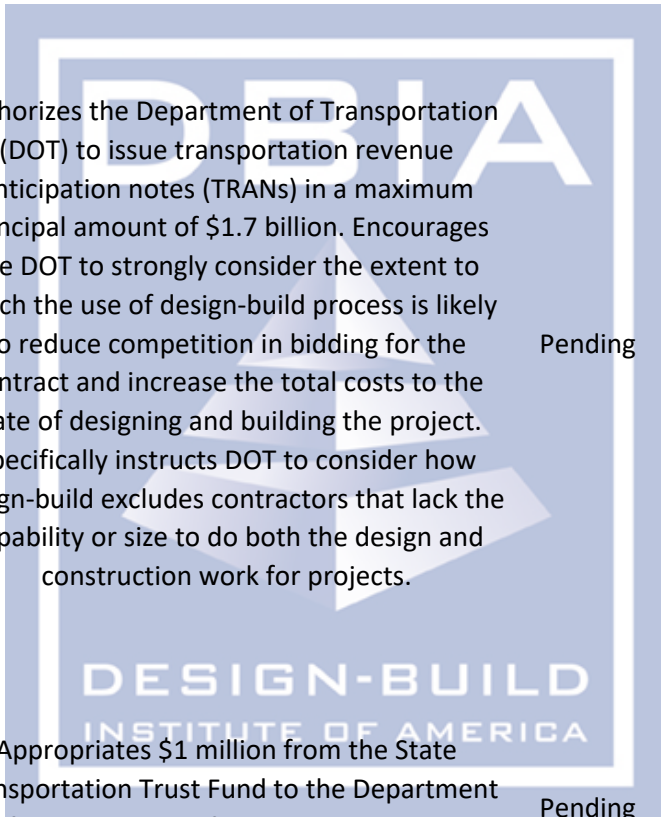 DBIA
horizes the Department of Transportation
(DOT) to issue transportation revenue
nticipation notes (TRANs) in a maximum
ncipal amount of $1.7 billion. Encourages
e DOT to strongly consider the extent to
ch the use of design-build process is likely
o reduce competition in bidding for the
Pending
ntract and increase the total costs to the
ate of designing and building the project.
pecifically instructs DOT to consider how
ign-build excludes contractors that lack the
pability or size to do both the design and
construction work for projects.
DESIGN-BUILD
INSTITUTE OF AMERICA
Appropriates $1 million from the State
nsportation Trust Fund to the Department
Pending